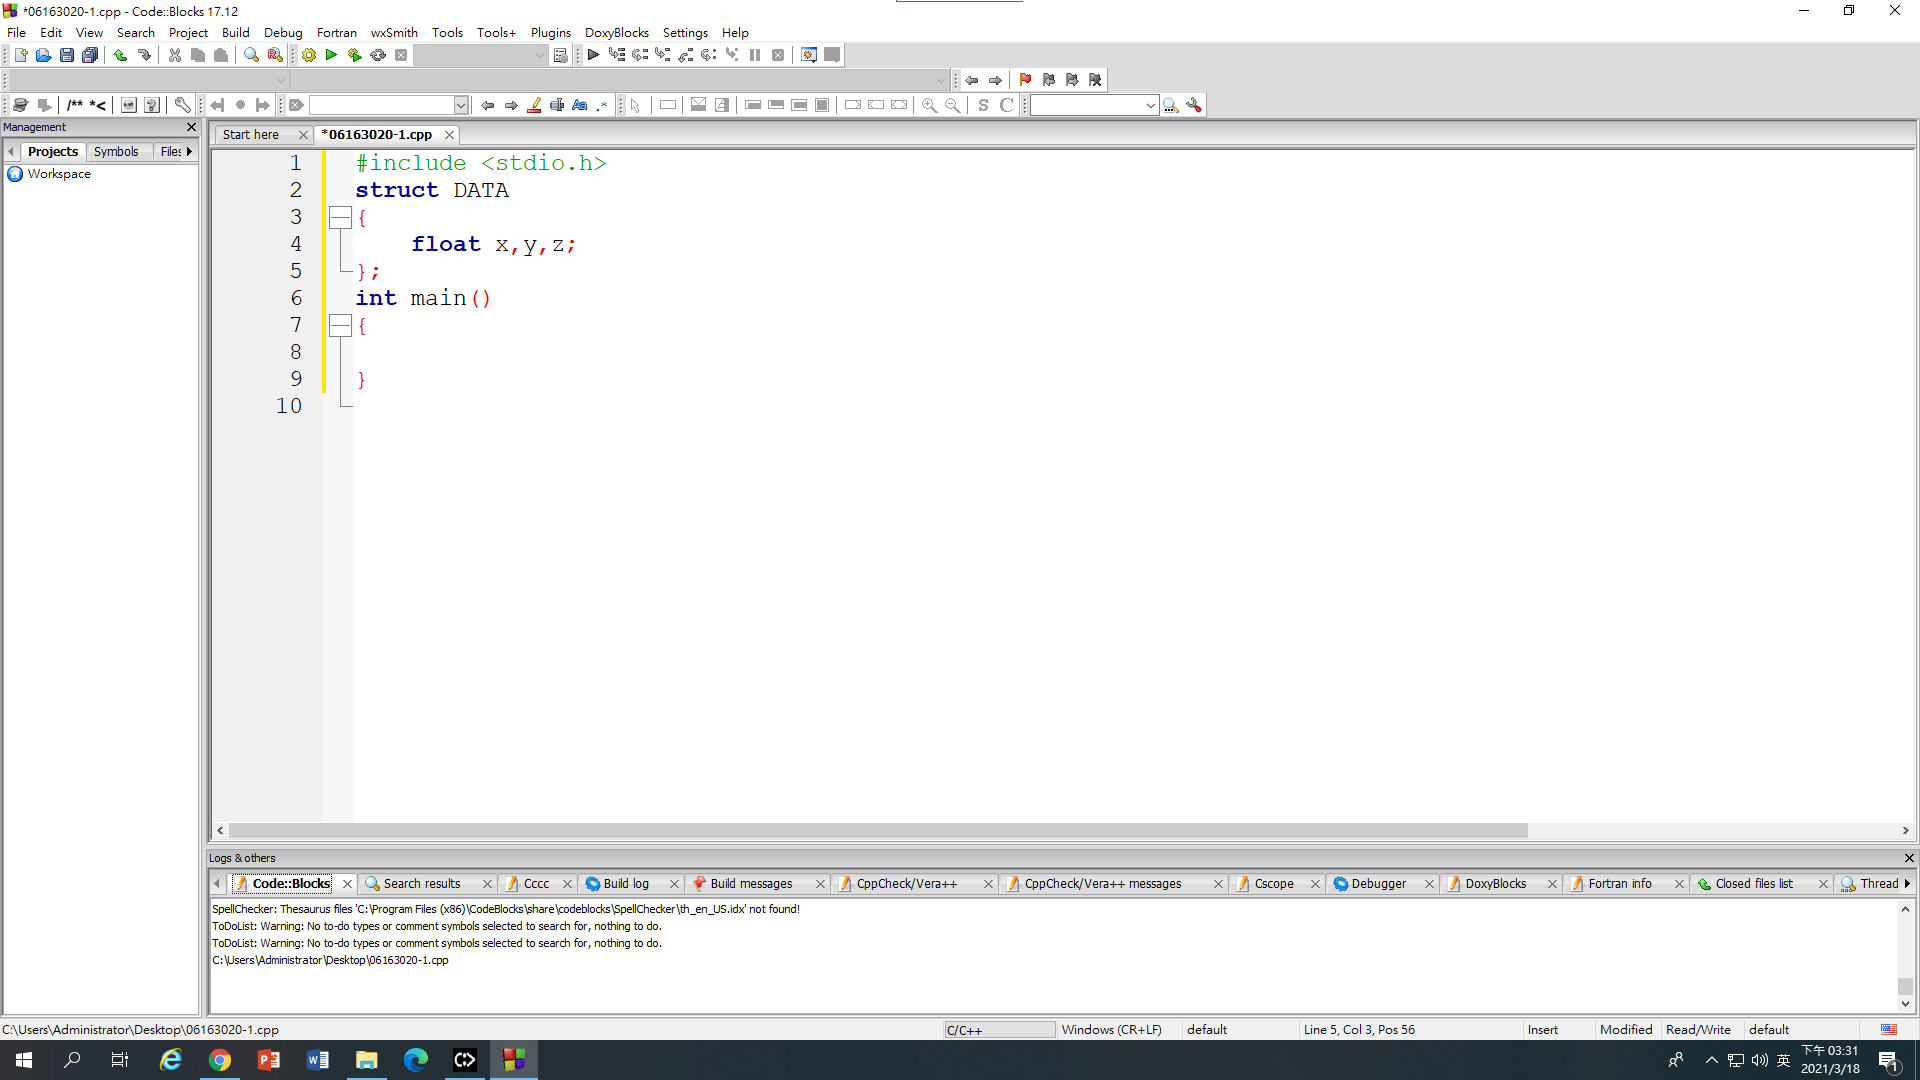 *06163020-1.cpp - Code::Blocks 17.12
File Edit View Search Project Build Debug Fortran wxSmith Tools Tools+ Plugins DoxyBlocks Settings Help
/** *<
Aa .*
S C
Management
Projects Symbols Files
Workspace
Start here *06163020-1.cpp
1 #include <stdio.h>
2 struct DATA
3 {
4 float x,y,z;
5 };
6 int main()
7 {
8
9 }
10
Logs & others
Code::Blocks Search results Cccc Build log Build messages CppCheck/Vera++ CppCheck/Vera++ messages Cscope Debugger DoxyBlocks Fortran info Closed files list Thread
SpellChecker: Thesaurus files 'C:\Program Files (x86)\CodeBlocks\share\codeblocks\SpellChecker\th_en_US.idx' not found!
ToDoList: Warning: No to-do types or comment symbols selected to search for, nothing to do.
ToDoList: Warning: No to-do types or comment symbols selected to search for, nothing to do.
C:\Users\Administrator\Desktop\06163020-1.cpp
C:\Users\Administrator\Desktop\06163020-1.cpp C/C++ Windows (CR+LF) default Line 5, Col 3, Pos 56 Insert Modified Read/Write default
英 下午 03:31
2021/3/18
1